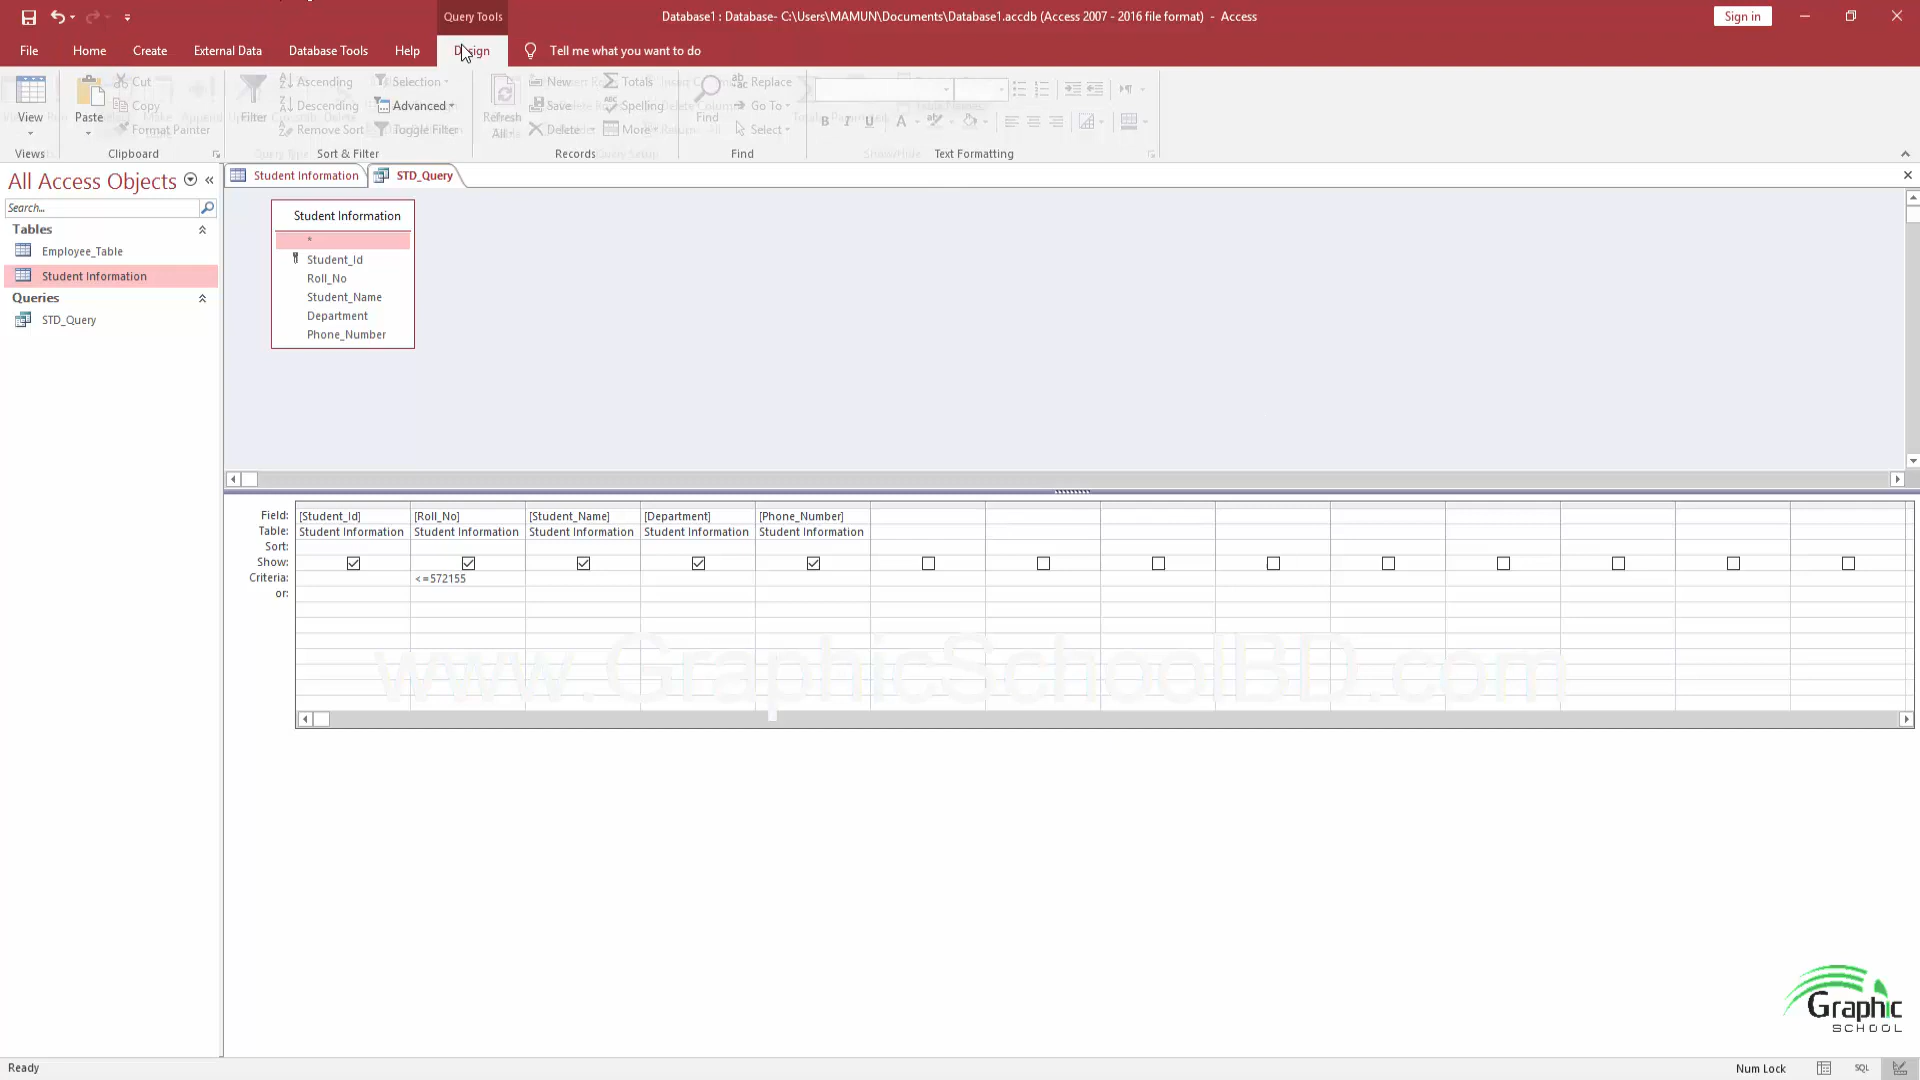 Query Tools
Database1 : Database- C:\Users\MAMUN\Documents\Database1.accdb (Access 2007 - 2016 file format) - Access
Sign in
File
Home
Create
External Data
Database Tools
Help
Design
Tell me what you want to do
View
Views
Paste
Cut
Copy
Format Painter
Clipboard
Filter
Ascending
Descending
Remove Sort
Selection
Advanced
Toggle Filter
Sort & Filter
Refresh
All
New
Save
Delete
Totals
Spelling
More
Records
Find
Replace
Go To
Select
Find
B I U A
Text Formatting
All Access Objects
Search...
Tables
Employee_Table
Student Information
Queries
STD_Query
Student Information
STD_Query
Student Information
*
Student_Id
Roll_No
Student_Name
Department
Phone_Number
Field: [Student_Id] [Roll_No] [Student_Name] [Department] [Phone_Number]
Table: Student Information Student Information Student Information Student Information Student Information
Sort:
Show:
Criteria: <=572155
or:
www.GraphicSchoolBD.com
Graphic
SCHOOL
Ready
Num Lock
SQL